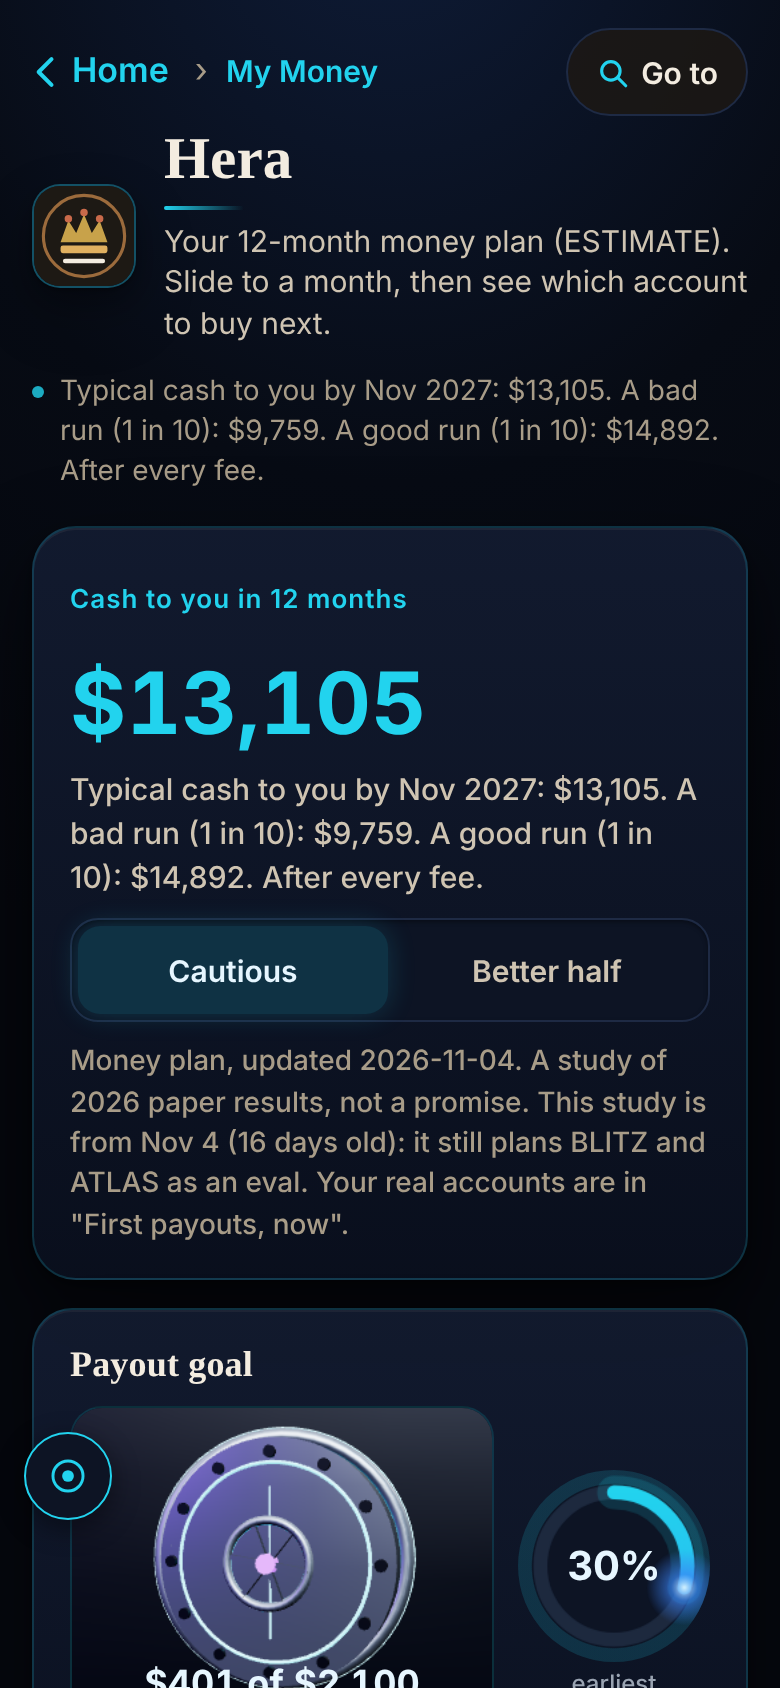 Home › My Money
Go to
Hera
Your 12-month money plan (ESTIMATE).
Slide to a month, then see which account
to buy next.
Typical cash to you by Nov 2027: $13,105. A bad
run (1 in 10): $9,759. A good run (1 in 10): $14,892.
After every fee.
Cash to you in 12 months
$13,105
Typical cash to you by Nov 2027: $13,105. A
bad run (1 in 10): $9,759. A good run (1 in
10): $14,892. After every fee.
Cautious
Better half
Money plan, updated 2026-11-04. A study of
2026 paper results, not a promise. This study is
from Nov 4 (16 days old): it still plans BLITZ and
ATLAS as an eval. Your real accounts are in
"First payouts, now".
Payout goal
30%
$401 of $2,100
earliest